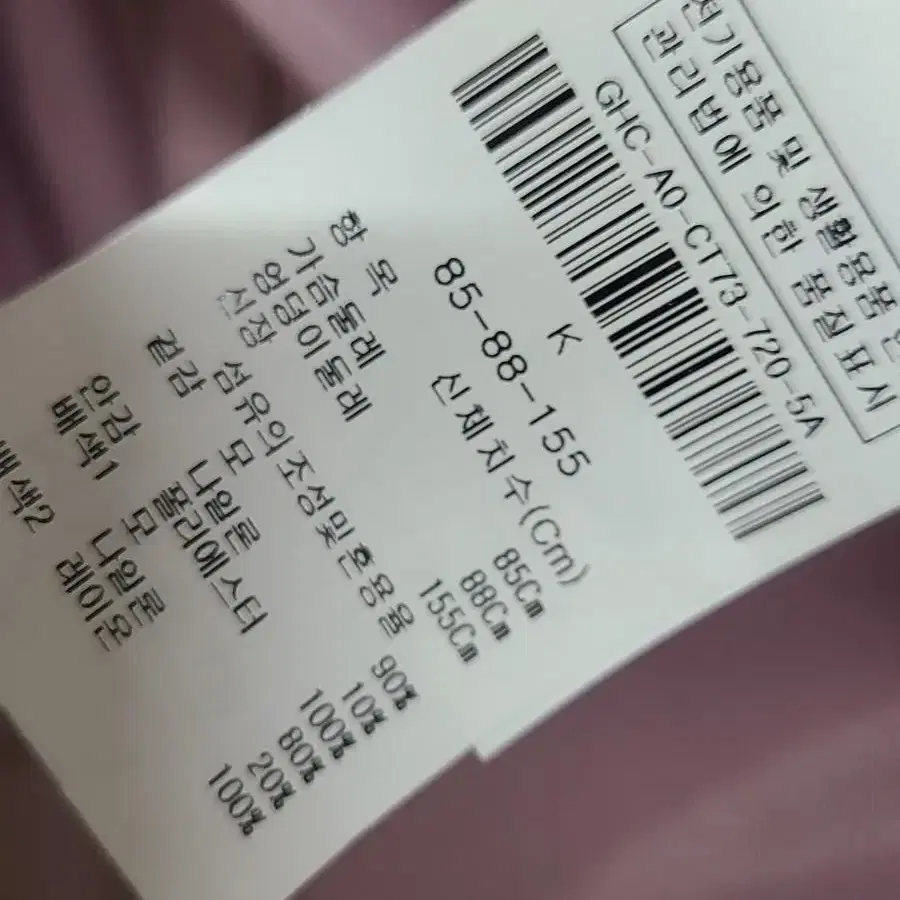 전기용품 및 생활용품 안
관리법에 의한 품질표시
GHC-A0-CT73-720-5A
K
85-88-155
항 목 신체치수(Cm)
가슴둘레 85Cm
엉덩이둘레 88Cm
신장 155Cm
섬유의조성및혼용율
겉감 모 90%
나일론 10%
안감 폴리에스터 100%
배색1 모 80%
나일론 20%
배색2 레이온 100%